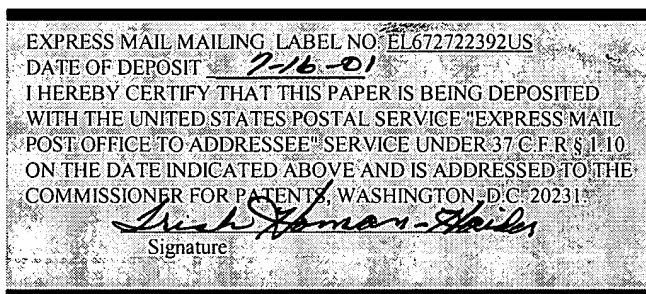 EXPRESS MAIL MAILING LABEL NO. EL672722392US
DATE OF DEPOSIT 7-16-01
I HEREBY CERTIFY THAT THIS PAPER IS BEING DEPOSITED
WITH THE UNITED STATES POSTAL SERVICE "EXPRESS MAIL
POST OFFICE TO ADDRESSEE" SERVICE UNDER 37 C.F.R § 1.10
ON THE DATE INDICATED ABOVE AND IS ADDRESSED TO THE
COMMISSIONER FOR PATENTS, WASHINGTON, D.C. 20231.
Signature